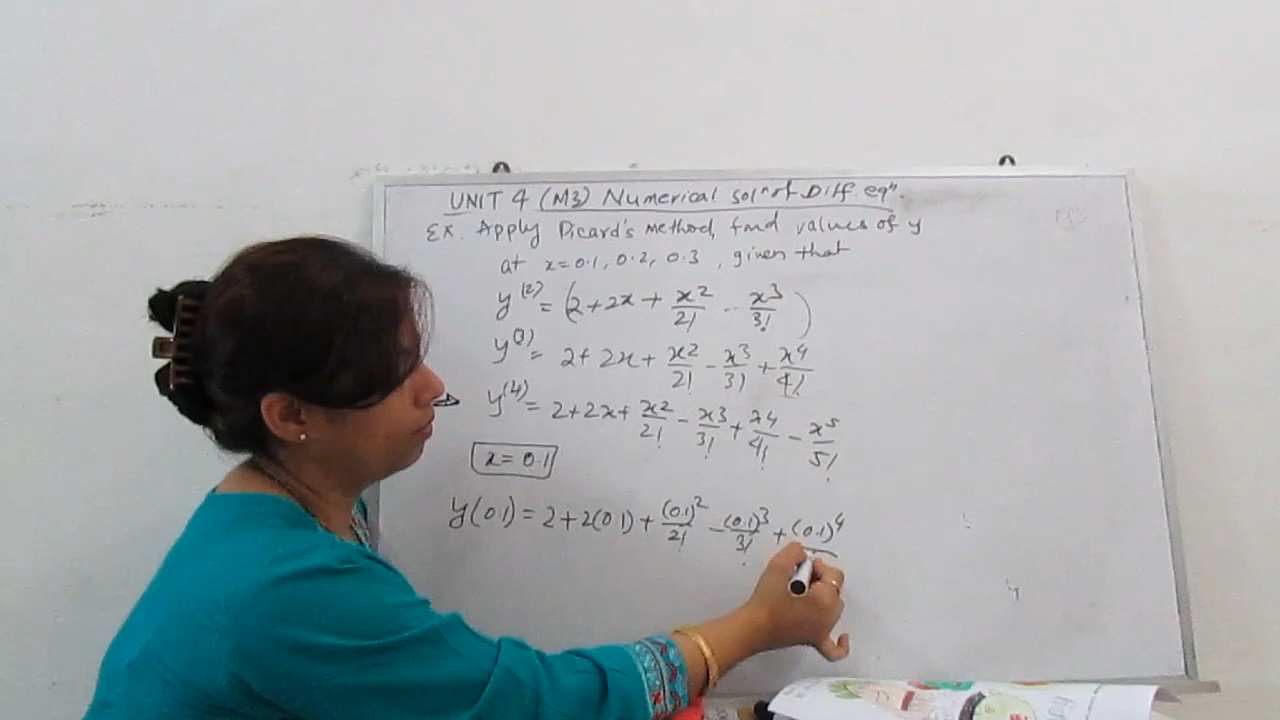 UNIT 4 (M3) Numerical solⁿ of Diff eqⁿ.
Ex. Apply Picard's method, find values of y
at x=0.1, 0.2, 0.3, given that
y⁽²⁾ = (2+2x+ x²/2! - x³/3! )
y⁽³⁾ = 2+ 2x+ x²/2! - x³/3! + x⁴/4!
y⁽⁴⁾ = 2+2x+ x²/2! - x³/3! + x⁴/4! - x⁵/5!
x=0.1
y(0.1) = 2+2(0.1) + (0.1)²/2! - (0.1)³/3! + (0.1)⁴